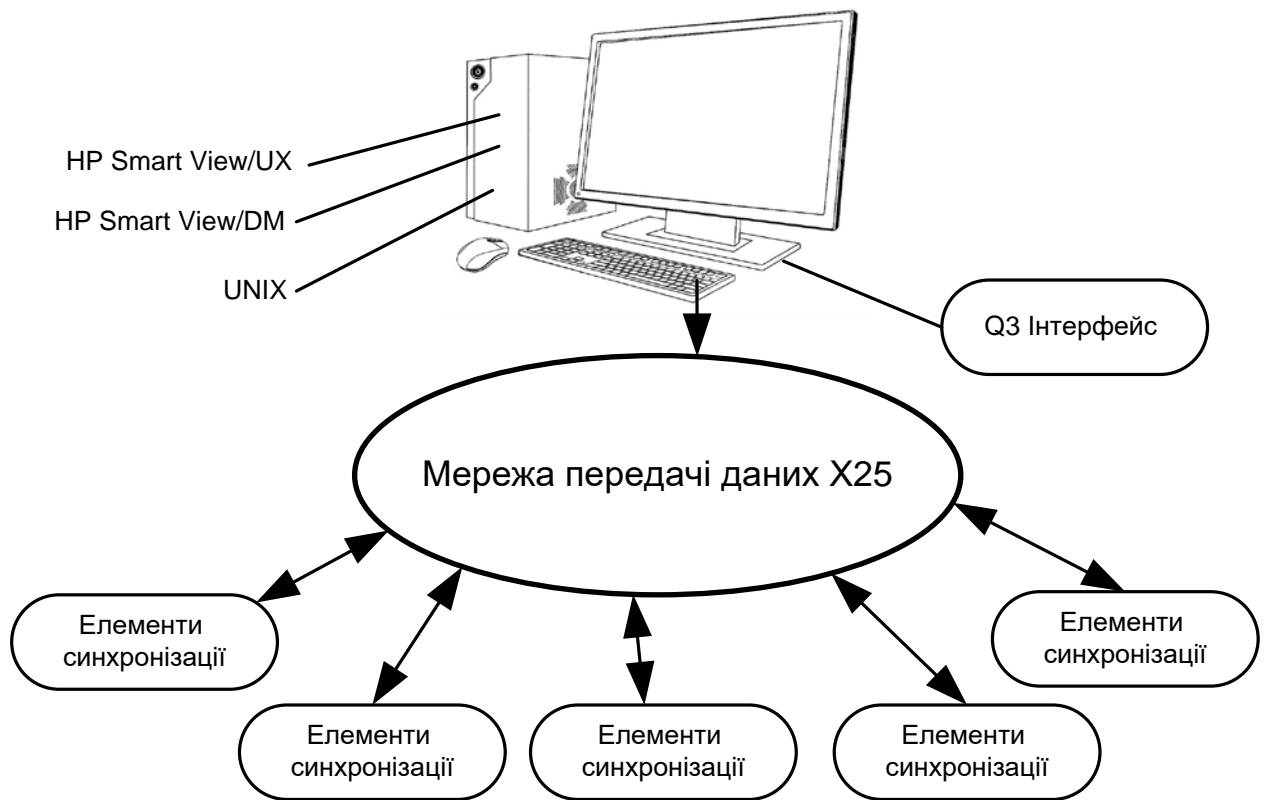 HP Smart View/UX
HP Smart View/DM
UNIX
Q3 Інтерфейс
Мережа передачі даних X25
Елементи
синхронізації
Елементи
синхронізації
Елементи
синхронізації
Елементи
синхронізації
Елементи
синхронізації